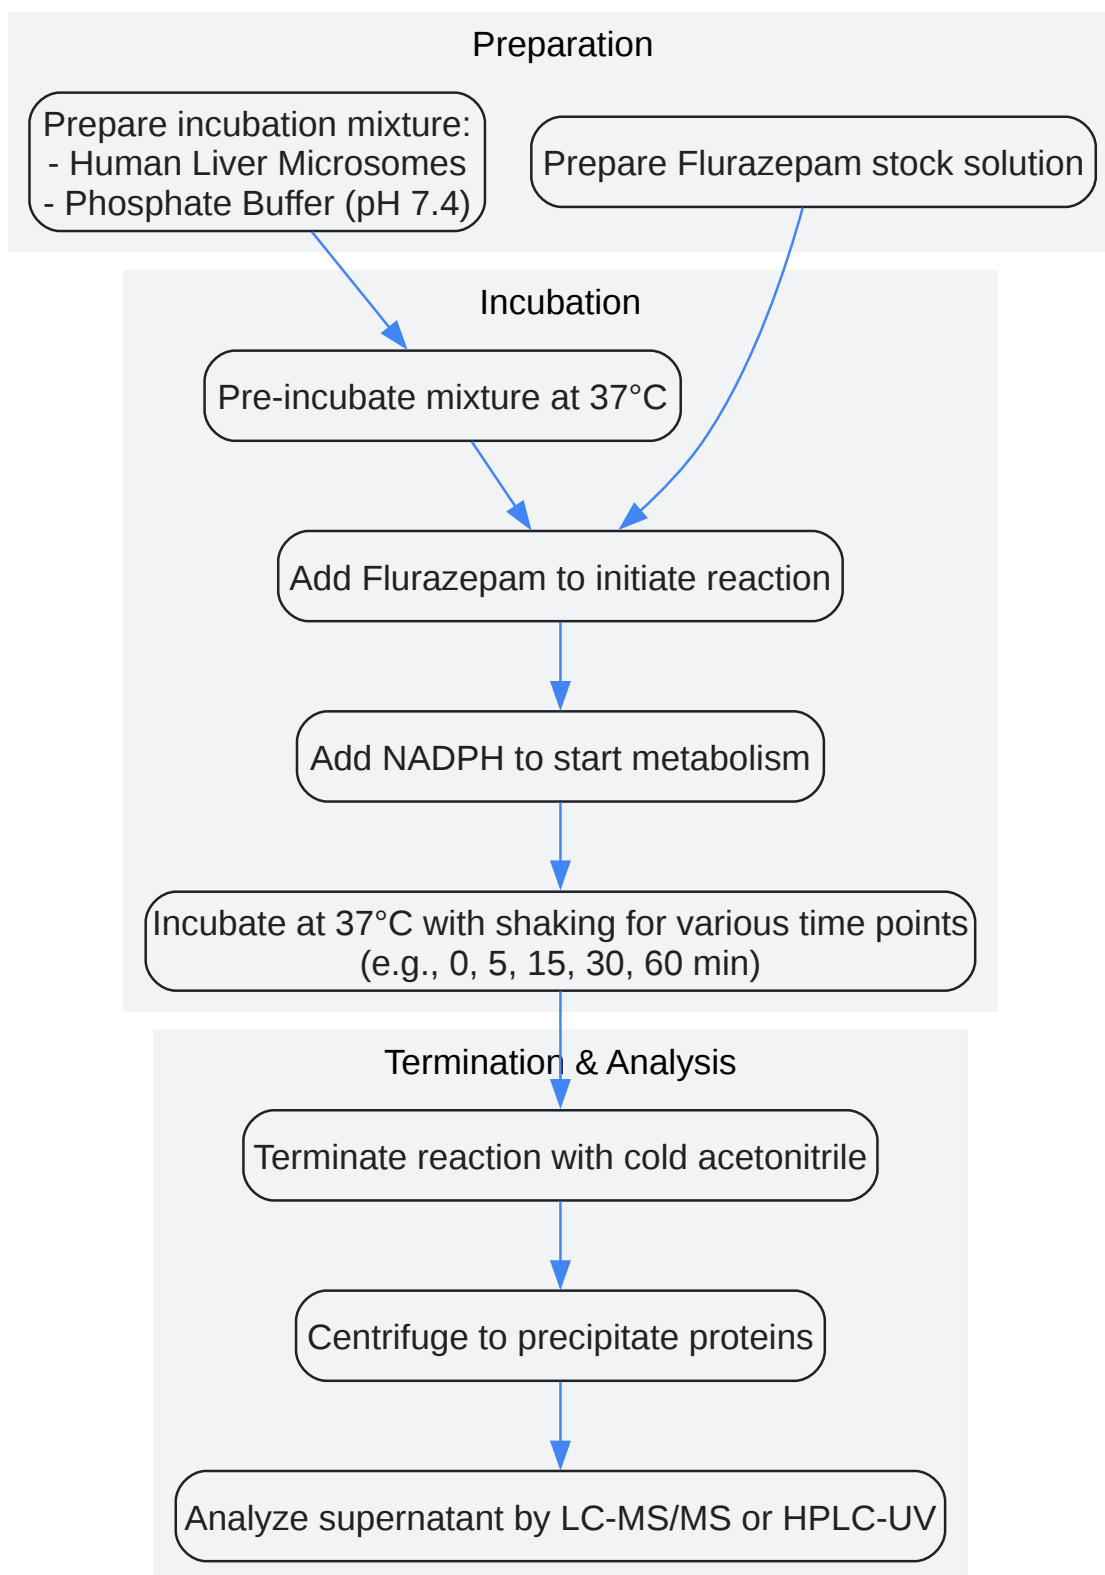 Preparation
Prepare incubation mixture:
- Human Liver Microsomes
- Phosphate Buffer (pH 7.4)
Prepare Flurazepam stock solution
Incubation
Pre-incubate mixture at 37°C
Add Flurazepam to initiate reaction
Add NADPH to start metabolism
Incubate at 37°C with shaking for various time points
(e.g., 0, 5, 15, 30, 60 min)
Termination & Analysis
Terminate reaction with cold acetonitrile
Centrifuge to precipitate proteins
Analyze supernatant by LC-MS/MS or HPLC-UV